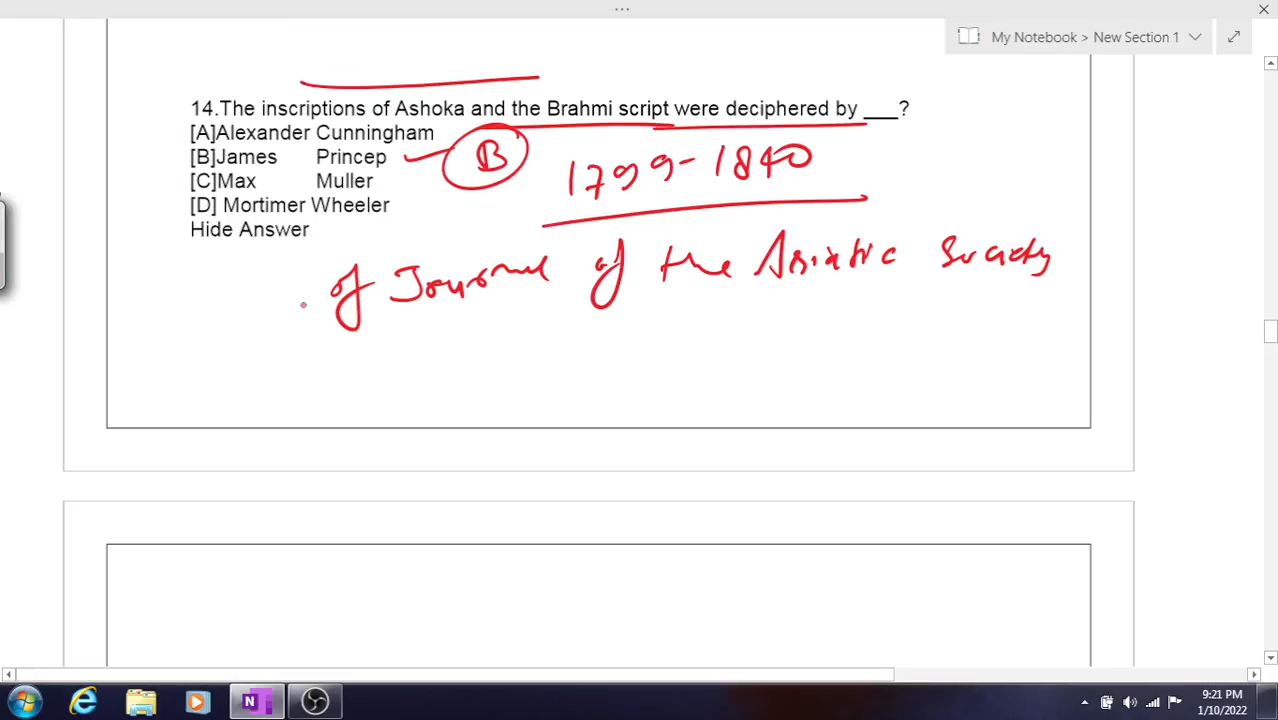 ...
My Notebook > New Section 1
14.The inscriptions of Ashoka and the Brahmi script were deciphered by ___?
[A]Alexander Cunningham
[B]James Princep
B
1799-1840
[C]Max Muller
[D] Mortimer Wheeler
Hide Answer
of Journal of the Asiatic Society
N
9:21 PM
1/10/2022